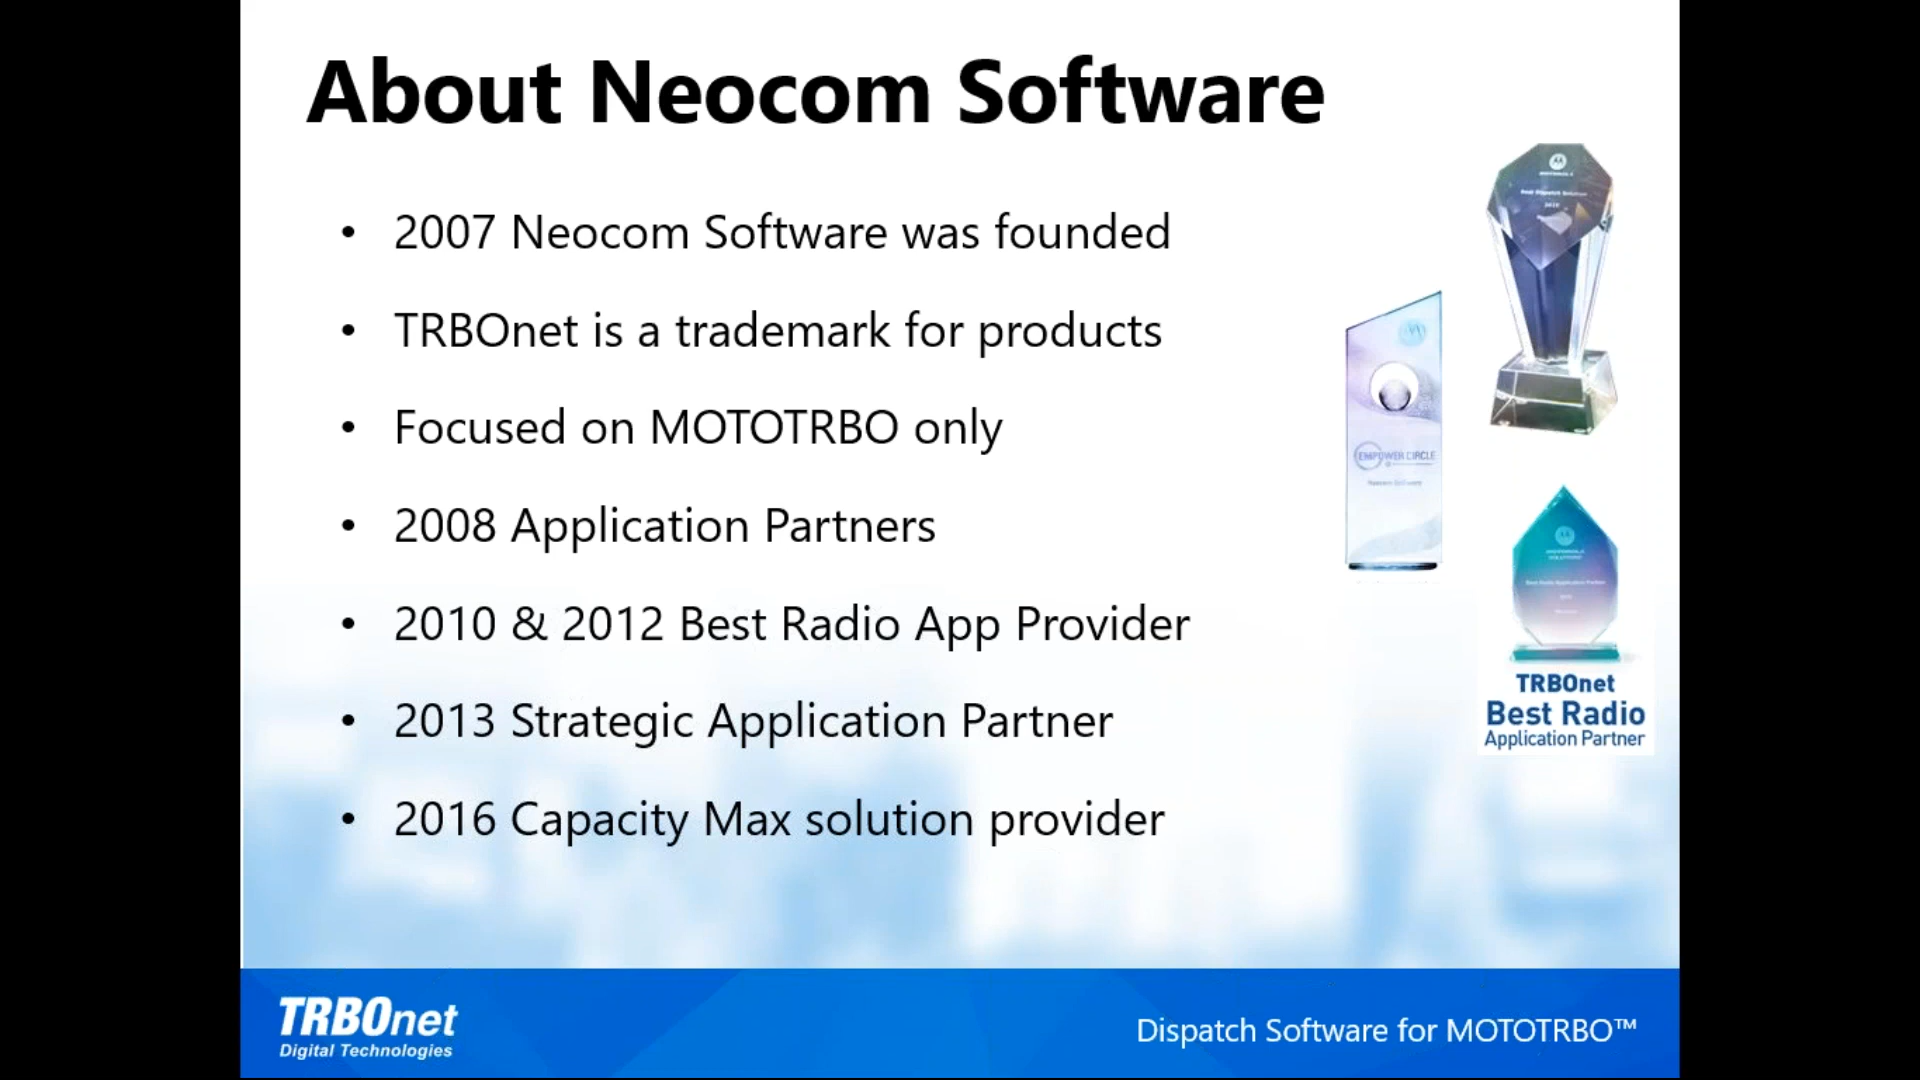 About Neocom Software
• 2007 Neocom Software was founded
• TRBOnet is a trademark for products
• Focused on MOTOTRBO only
• 2008 Application Partners
• 2010 & 2012 Best Radio App Provider
• 2013 Strategic Application Partner
• 2016 Capacity Max solution provider
EMPOWER CIRCLE
TRBOnet
Best Radio
Application Partner
TRBOnet
Digital Technologies
Dispatch Software for MOTOTRBO™